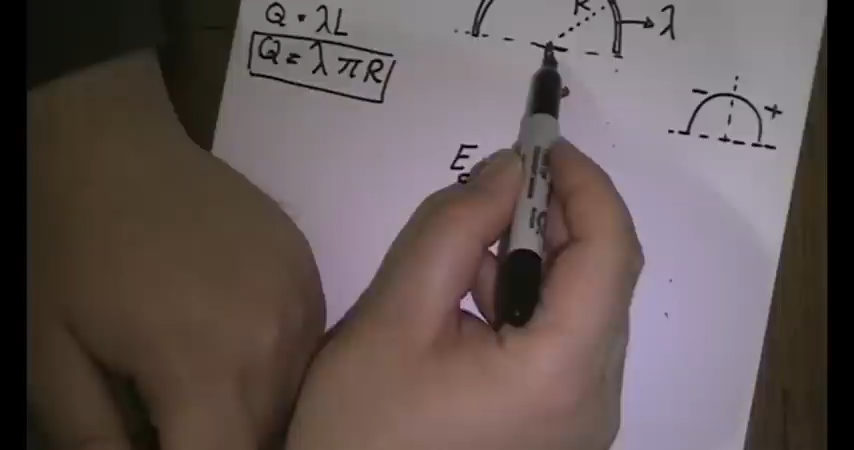 Q = λL
Q = λπR
R
λ
- +
E